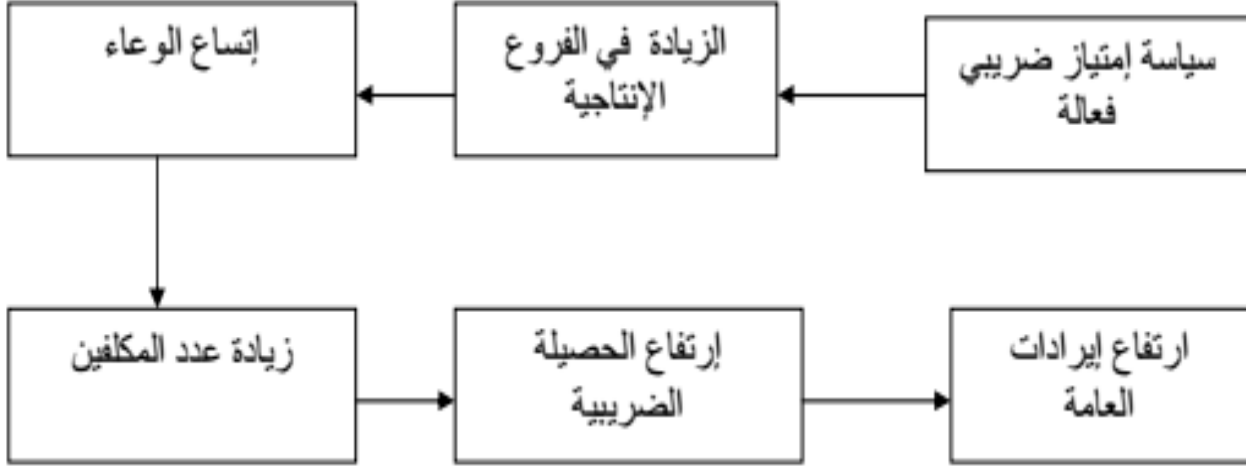 سياسة إمتياز ضريبي
فعالة
الزيادة في الفروع
الإنتاجية
إتساع الوعاء
زيادة عدد المكلفين
إرتفاع الحصيلة
الضريبية
ارتفاع إيرادات
العامة